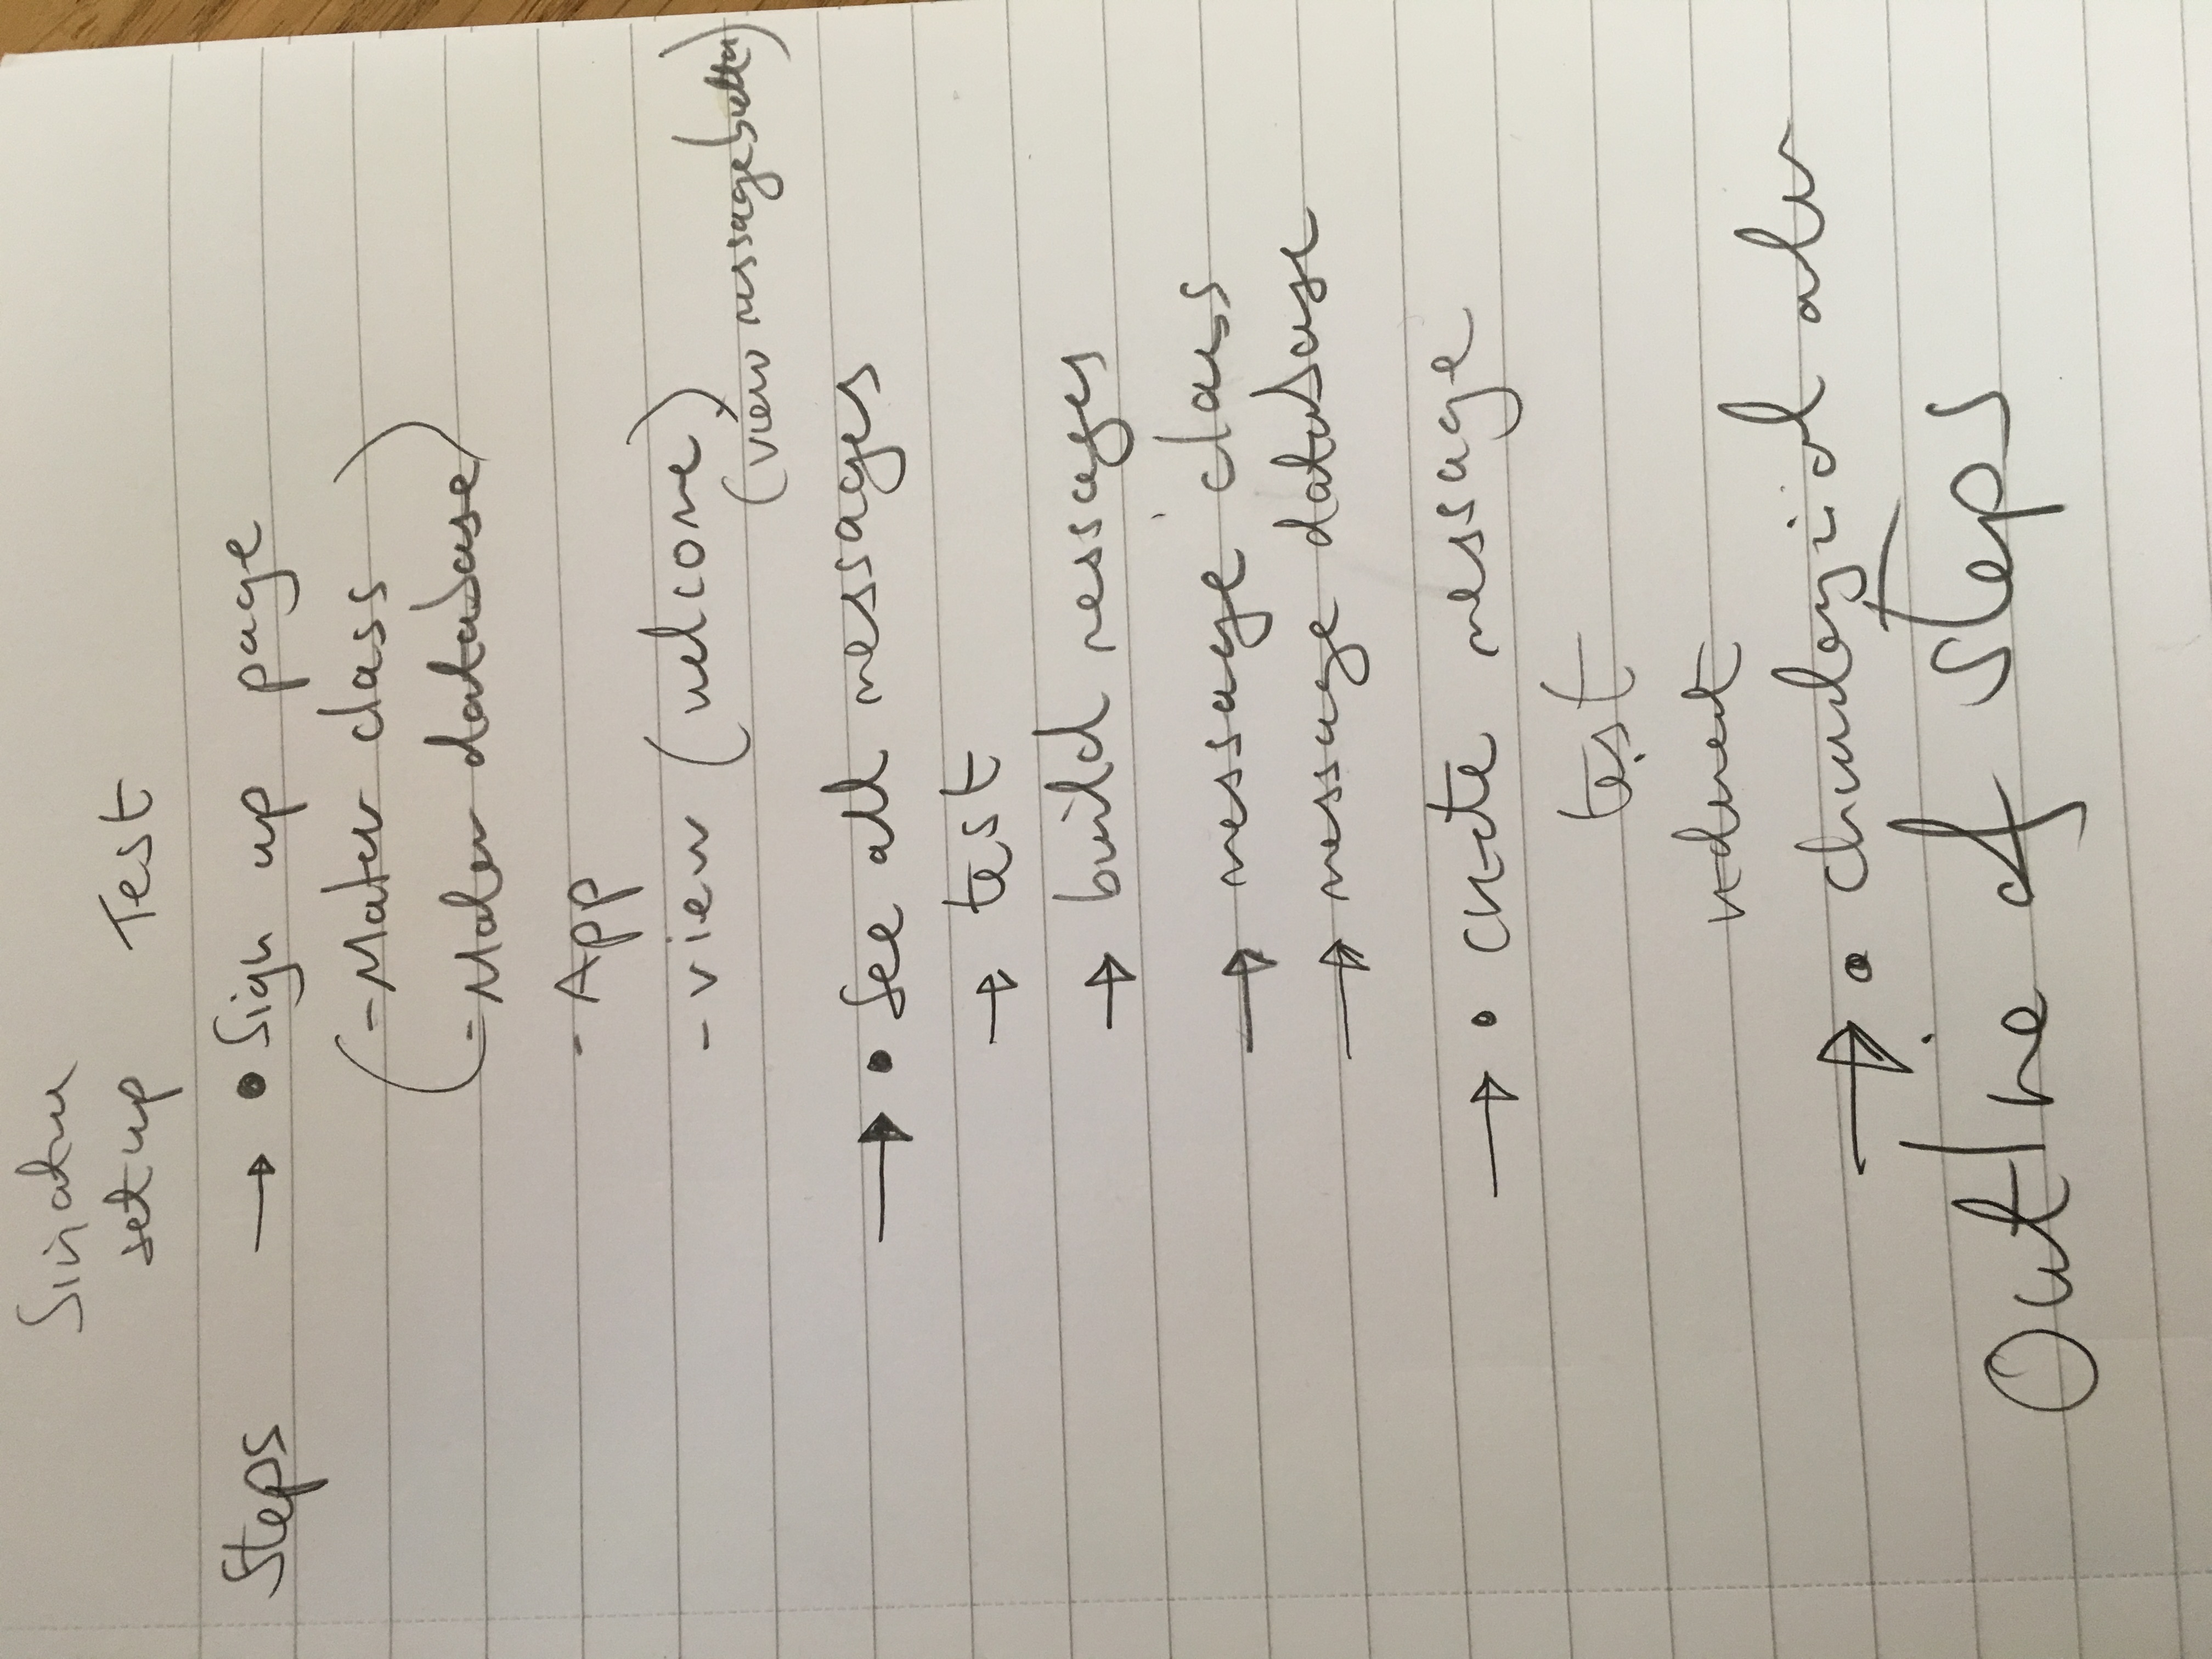 Sinatra
setup Test
Steps → • Sign up page
(- Maker class
- Maker database)
- App
- view (welcome)
(view message button)
→ • See all messages
→ test
→ build messages
→ message class
→ message database
→ • create message
test
redirect
→ • chronological order
Outline of steps